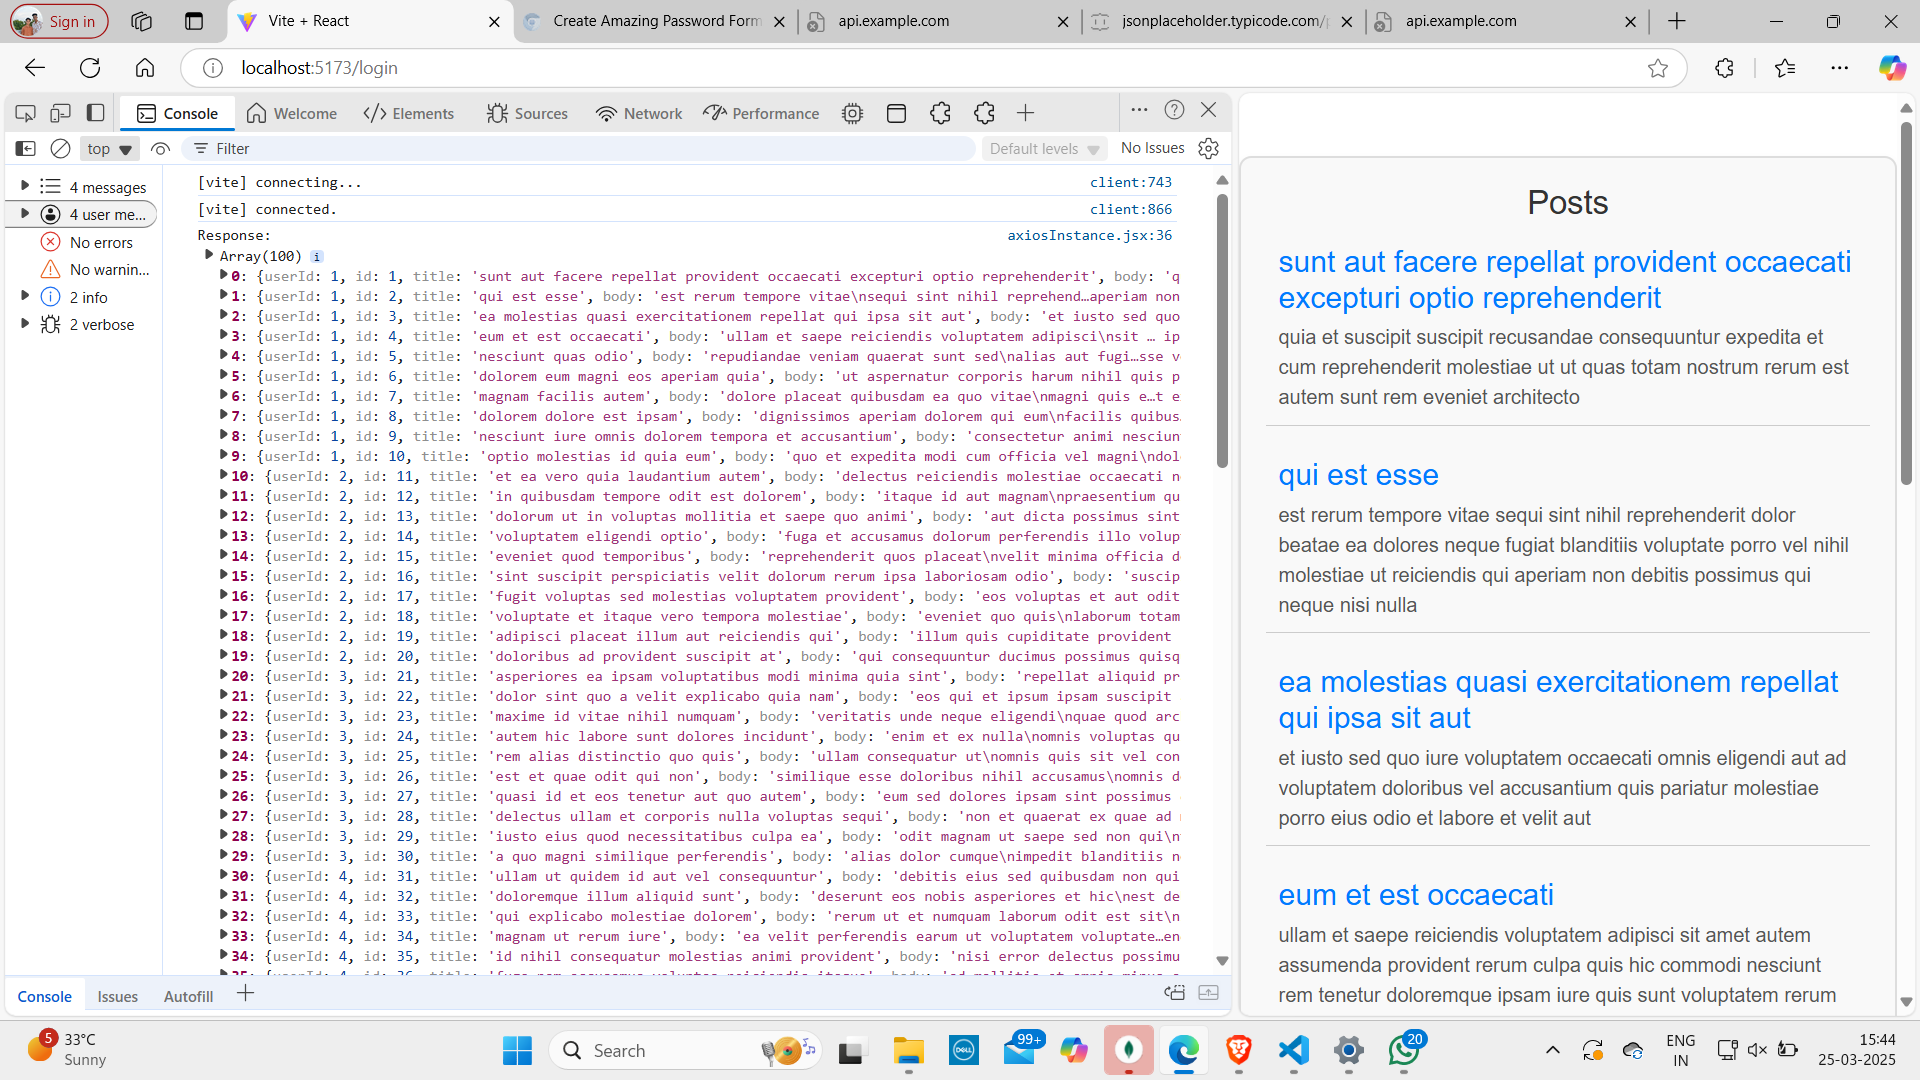 Sign in
Vite + React
Create Amazing Password Form
api.example.com
jsonplaceholder.typicode.com/p
api.example.com
localhost:5173/login
Console
Welcome
Elements
Sources
Network
Performance
top
Filter
Default levels
No Issues
4 messages
4 user me...
No errors
No warnin...
2 info
2 verbose
[vite] connecting... client:743
[vite] connected. client:866
Response: axiosInstance.jsx:36
Array(100) i
0: {userId: 1, id: 1, title: 'sunt aut facere repellat provident occaecati excepturi optio reprehenderit', body: 'q
1: {userId: 1, id: 2, title: 'qui est esse', body: 'est rerum tempore vitae\nsequi sint nihil reprehend…aperiam non
2: {userId: 1, id: 3, title: 'ea molestias quasi exercitationem repellat qui ipsa sit aut', body: 'et iusto sed quo
3: {userId: 1, id: 4, title: 'eum et est occaecati', body: 'ullam et saepe reiciendis voluptatem adipisci\nsit … ip
4: {userId: 1, id: 5, title: 'nesciunt quas odio', body: 'repudiandae veniam quaerat sunt sed\nalias aut fugi…sse v
5: {userId: 1, id: 6, title: 'dolorem eum magni eos aperiam quia', body: 'ut aspernatur corporis harum nihil quis p
6: {userId: 1, id: 7, title: 'magnam facilis autem', body: 'dolore placeat quibusdam ea quo vitae\nmagni quis e…t e
7: {userId: 1, id: 8, title: 'dolorem dolore est ipsam', body: 'dignissimos aperiam dolorem qui eum\nfacilis quibus
8: {userId: 1, id: 9, title: 'nesciunt iure omnis dolorem tempora et accusantium', body: 'consectetur animi nesciun
9: {userId: 1, id: 10, title: 'optio molestias id quia eum', body: 'quo et expedita modi cum officia vel magni\ndol
10: {userId: 2, id: 11, title: 'et ea vero quia laudantium autem', body: 'delectus reiciendis molestiae occaecati n
11: {userId: 2, id: 12, title: 'in quibusdam tempore odit est dolorem', body: 'itaque id aut magnam\npraesentium qu
12: {userId: 2, id: 13, title: 'dolorum ut in voluptas mollitia et saepe quo animi', body: 'aut dicta possimus sint
13: {userId: 2, id: 14, title: 'voluptatem eligendi optio', body: 'fuga et accusamus dolorum perferendis illo volup
14: {userId: 2, id: 15, title: 'eveniet quod temporibus', body: 'reprehenderit quos placeat\nvelit minima officia d
15: {userId: 2, id: 16, title: 'sint suscipit perspiciatis velit dolorum rerum ipsa laboriosam odio', body: 'suscip
16: {userId: 2, id: 17, title: 'fugit voluptas sed molestias voluptatem provident', body: 'eos voluptas et aut odit
17: {userId: 2, id: 18, title: 'voluptate et itaque vero tempora molestiae', body: 'eveniet quo quis\nlaborum totam
18: {userId: 2, id: 19, title: 'adipisci placeat illum aut reiciendis qui', body: 'illum quis cupiditate provident
19: {userId: 2, id: 20, title: 'doloribus ad provident suscipit at', body: 'qui consequuntur ducimus possimus quisq
20: {userId: 3, id: 21, title: 'asperiores ea ipsam voluptatibus modi minima quia sint', body: 'repellat aliquid pr
21: {userId: 3, id: 22, title: 'dolor sint quo a velit explicabo quia nam', body: 'eos qui et ipsum ipsam suscipit
22: {userId: 3, id: 23, title: 'maxime id vitae nihil numquam', body: 'veritatis unde neque eligendi\nquae quod arc
23: {userId: 3, id: 24, title: 'autem hic labore sunt dolores incidunt', body: 'enim et ex nulla\nomnis voluptas qu
24: {userId: 3, id: 25, title: 'rem alias distinctio quo quis', body: 'ullam consequatur ut\nomnis quis sit vel con
25: {userId: 3, id: 26, title: 'est et quae odit qui non', body: 'similique esse doloribus nihil accusamus\nomnis d
26: {userId: 3, id: 27, title: 'quasi id et eos tenetur aut quo autem', body: 'eum sed dolores ipsam sint possimus
27: {userId: 3, id: 28, title: 'delectus ullam et corporis nulla voluptas sequi', body: 'non et quaerat ex quae ad
28: {userId: 3, id: 29, title: 'iusto eius quod necessitatibus culpa ea', body: 'odit magnam ut saepe sed non qui\n
29: {userId: 3, id: 30, title: 'a quo magni similique perferendis', body: 'alias dolor cumque\nimpedit blanditiis n
30: {userId: 4, id: 31, title: 'ullam ut quidem id aut vel consequuntur', body: 'debitis eius sed quibusdam non qui
31: {userId: 4, id: 32, title: 'doloremque illum aliquid sunt', body: 'deserunt eos nobis asperiores et hic\nest de
32: {userId: 4, id: 33, title: 'qui explicabo molestiae dolorem', body: 'rerum ut et numquam laborum odit est sit\n
33: {userId: 4, id: 34, title: 'magnam ut rerum iure', body: 'ea velit perferendis earum ut voluptatem voluptate…en
34: {userId: 4, id: 35, title: 'id nihil consequatur molestias animi provident', body: 'nisi error delectus possimu
Console
Issues
Autofill
Posts
sunt aut facere repellat provident occaecati
excepturi optio reprehenderit
quia et suscipit suscipit recusandae consequuntur expedita et
cum reprehenderit molestiae ut ut quas totam nostrum rerum est
autem sunt rem eveniet architecto
qui est esse
est rerum tempore vitae sequi sint nihil reprehenderit dolor
beatae ea dolores neque fugiat blanditiis voluptate porro vel nihil
molestiae ut reiciendis qui aperiam non debitis possimus qui
neque nisi nulla
ea molestias quasi exercitationem repellat
qui ipsa sit aut
et iusto sed quo iure voluptatem occaecati omnis eligendi aut ad
voluptatem doloribus vel accusantium quis pariatur molestiae
porro eius odio et labore et velit aut
eum et est occaecati
ullam et saepe reiciendis voluptatem adipisci sit amet autem
assumenda provident rerum culpa quis hic commodi nesciunt
rem tenetur doloremque ipsam iure quis sunt voluptatem rerum
5
33°C
Sunny
Search
DELL
99+
20
ENG
IN
15:44
25-03-2025